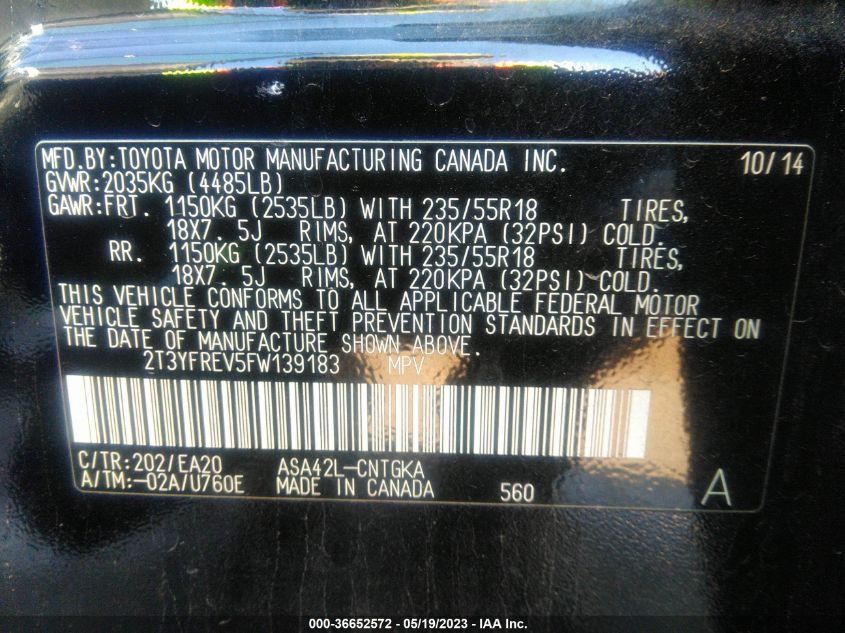 MFD.BY:TOYOTA MOTOR MANUFACTURING CANADA INC. 10/14
GVWR:2035KG (4485LB)
GAWR:FRT. 1150KG (2535LB) WITH 235/55R18 TIRES,
18X7.5J RIMS, AT 220KPA (32PSI) COLD.
RR. 1150KG (2535LB) WITH 235/55R18 TIRES,
18X7.5J RIMS, AT 220KPA (32PSI) COLD.
THIS VEHICLE CONFORMS TO ALL APPLICABLE FEDERAL MOTOR
VEHICLE SAFETY AND THEFT PREVENTION STANDARDS IN EFFECT ON
THE DATE OF MANUFACTURE SHOWN ABOVE.
2T3YFREV5FW139183 MPV
C/TR:202/EA20 ASA42L-CNTGKA
A/TM:-02A/U760E MADE IN CANADA 560 A
000-36652572 - 05/19/2023 - IAA Inc.